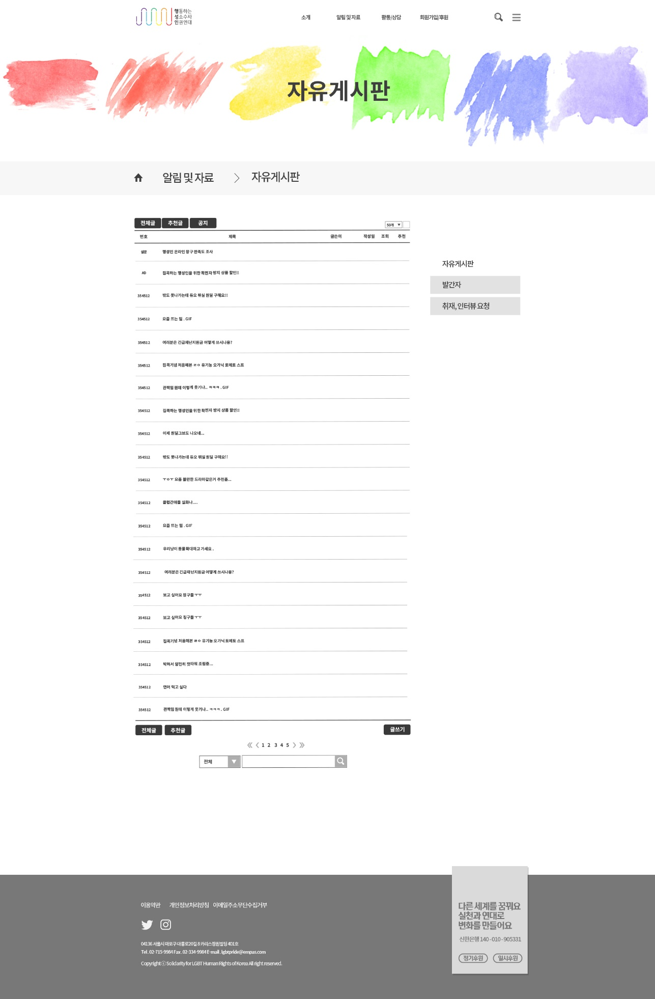 행동하는
성소수자
인권연대
소개 알림 및 자료 활동/상담 회원가입/후원
자유게시판
알림 및 자료 자유게시판
전체글 추천글 공지
50개 ▼
번호 제목 글쓴이 작성일 조회 추천
설문 행성인 온라인 창구 만족도 조사
AD 집콕하는 행성인을 위한 확찐자 방지 상품 할인!!
354512 밖도 못나가는데 듀오 뛰실 원딜 구해요!!
354512 요즘 뜨는 밈 . GIF
354512 여러분은 긴급재난지원금 어떻게 쓰시나용?
354512 집콕기념 처음해본 ㄹㅇ 유기농 오가닉 토메토 스프
354512 관짝밈 뭔데 이렇게 웃기냐.. ㅋㅋㅋ . GIF
354512 집콕하는 행성인을 위한 확찐자 방지 상품 할인!!
354512 이제 원딜그브도 나오네...
354512 밖도 못나가는데 듀오 뛰실 원딜 구해요!!
354512 ㅜㅇㅜ 요즘 볼만한 드라마같은거 추천좀...
354512 클럽간애들 실화냐....
354512 요즘 뜨는 밈 . GIF
354512 우리냥이 동물확대하고 가세요 .
354512 여러분은 긴급재난지원금 어떻게 쓰시나용?
354512 보고 싶어요 칭구들 ㅜㅜ
354512 보고 싶어요 칭구들 ㅜㅜ
354512 집콕기념 처음해본 ㄹㅇ 유기농 오가닉 토메토 스프
354512 박혀서 얌전히 캣타워 조립중...
354512 연어 먹고 싶다
354512 관짝밈 뭔데 이렇게 웃기냐.. ㅋㅋㅋ . GIF
전체글 추천글 글쓰기
1 2 3 4 5
전체 ▼
자유게시판
발간자
취재, 인터뷰 요청
이용약관 개인정보처리방침 이메일주소무단수집거부
04136 서울시 마포구 대흥로20길 8 카리스장원빌딩 401호
Tel . 02-715-9984 Fax . 02-334-9984 E-mail . lgbtpride@empas.com
Copyright ⓒ Solidarity for LGBT Human Rights of Korea All right reserved.
다른 세계를 꿈꿔요
실천과 연대로
변화를 만들어요
신한은행 140 - 010 - 905331
정기후원 일시후원